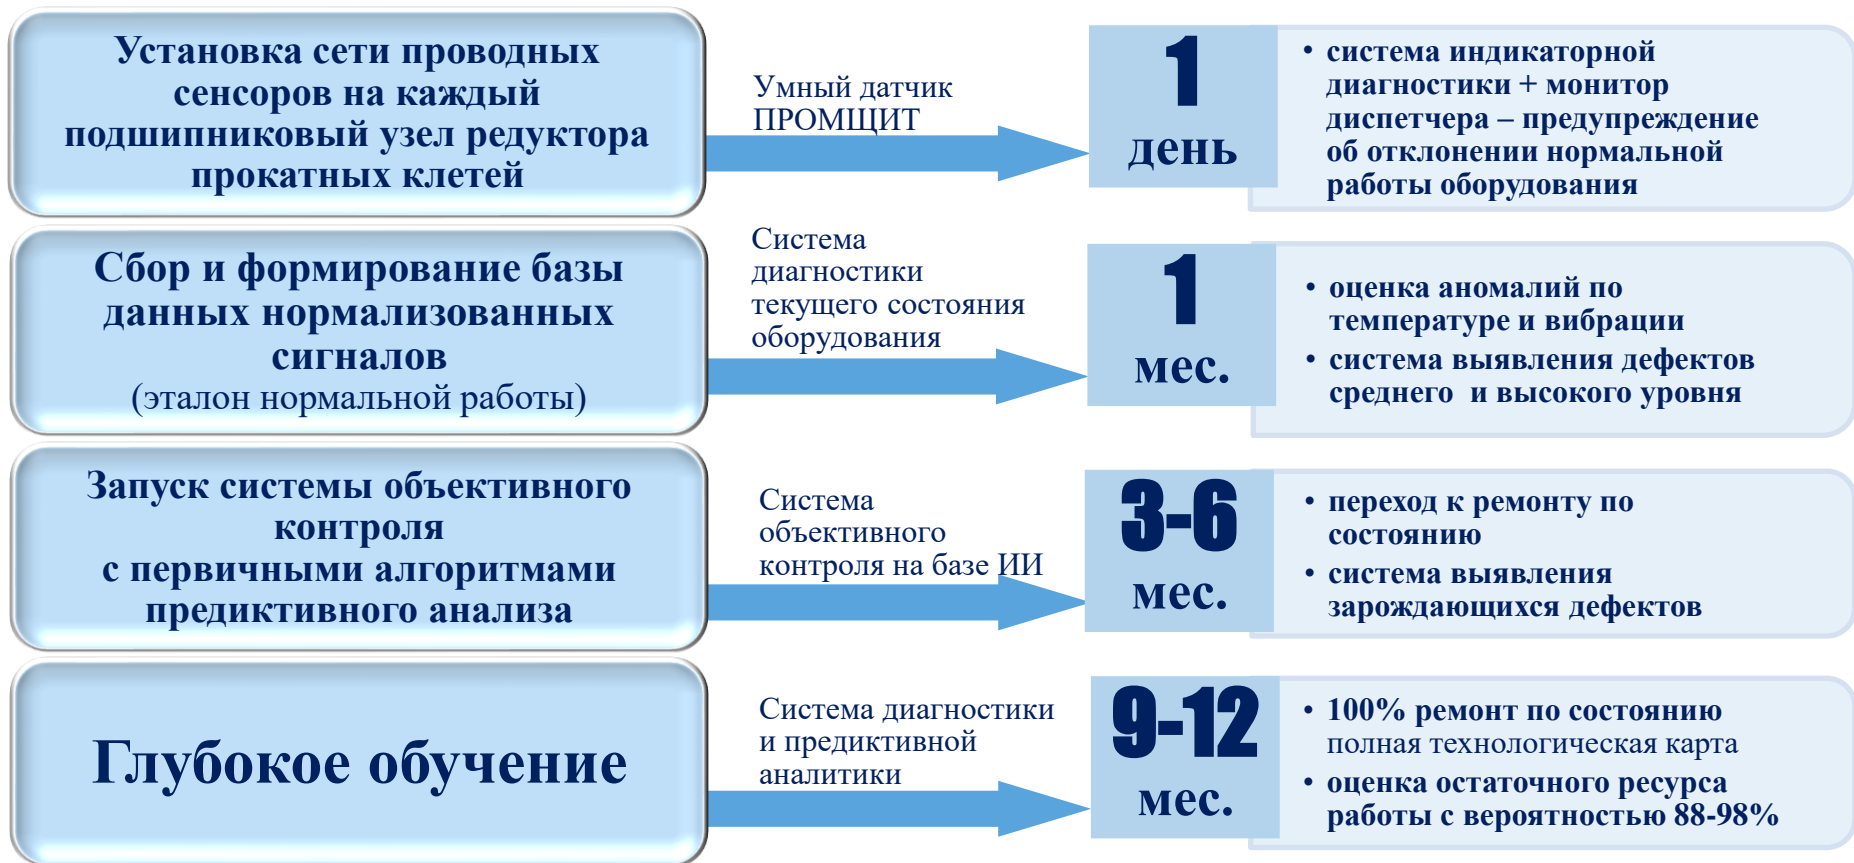 Установка сети проводных
сенсоров на каждый
подшипниковый узел редуктора
прокатных клетей
Умный датчик
ПРОМЩИТ
1
день
• система индикаторной
диагностики + монитор
диспетчера – предупреждение
об отклонении нормальной
работы оборудования
Сбор и формирование базы
данных нормализованных
сигналов
(эталон нормальной работы)
Система
диагностики
текущего состояния
оборудования
1
мес.
• оценка аномалий по
температуре и вибрации
• система выявления дефектов
среднего и высокого уровня
Запуск системы объективного
контроля
с первичными алгоритмами
предиктивного анализа
Система
объективного
контроля на базе ИИ
3-6
мес.
• переход к ремонту по
состоянию
• система выявления
зарождающихся дефектов
Глубокое обучение
Система диагностики
и предиктивной
аналитики
9-12
мес.
• 100% ремонт по состоянию
полная технологическая карта
• оценка остаточного ресурса
работы с вероятностью 88-98%